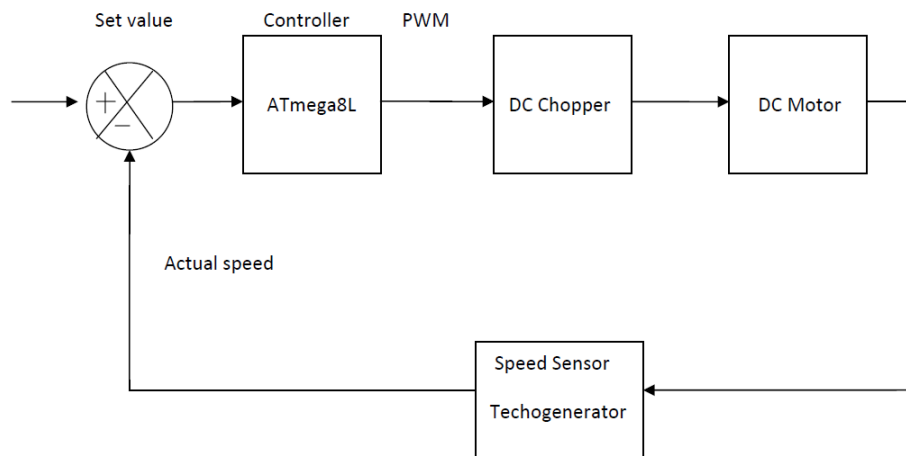 Set value
Controller
PWM
+
−
ATmega8L
DC Chopper
DC Motor
Actual speed
Speed Sensor
Techogenerator